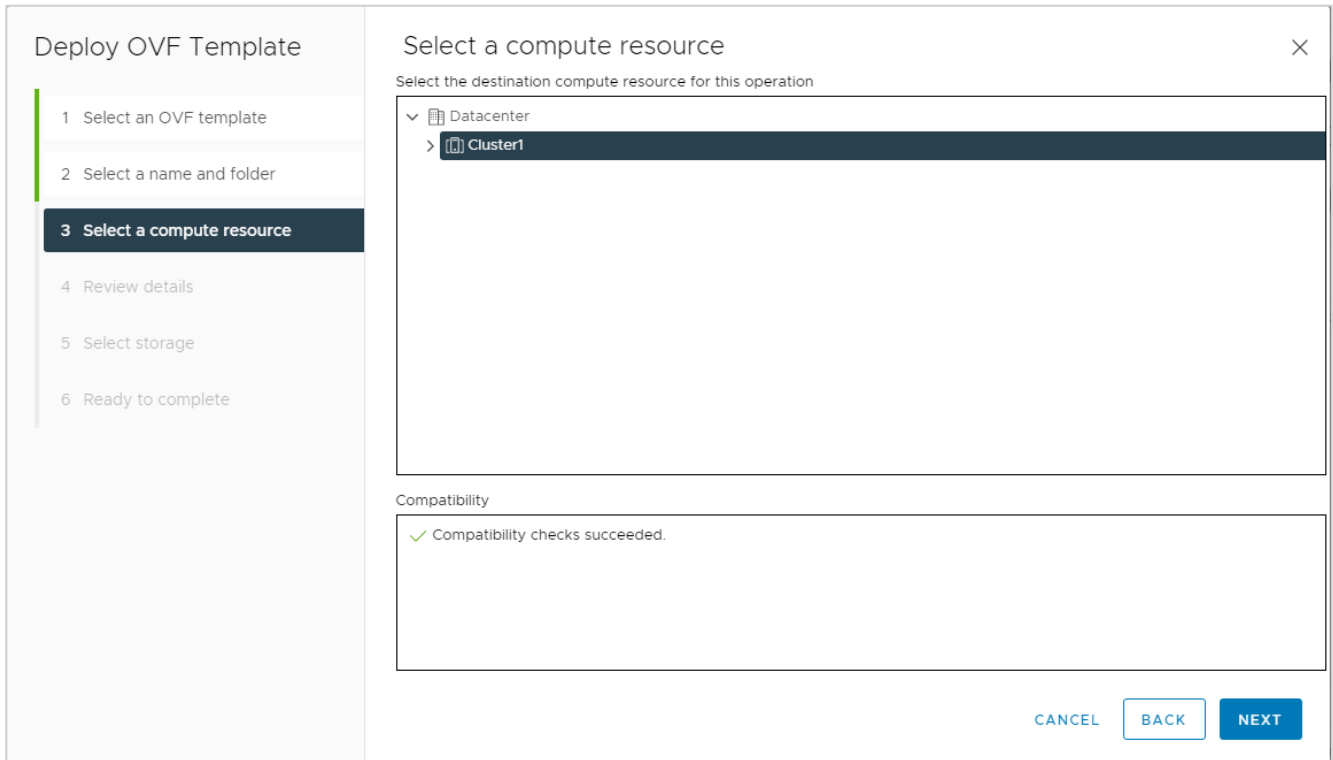 Deploy OVF Template
1 Select an OVF template
2 Select a name and folder
3 Select a compute resource
4 Review details
5 Select storage
6 Ready to complete
Select a compute resource
Select the destination compute resource for this operation
Datacenter
Cluster1
Compatibility
Compatibility checks succeeded.
CANCEL BACK NEXT